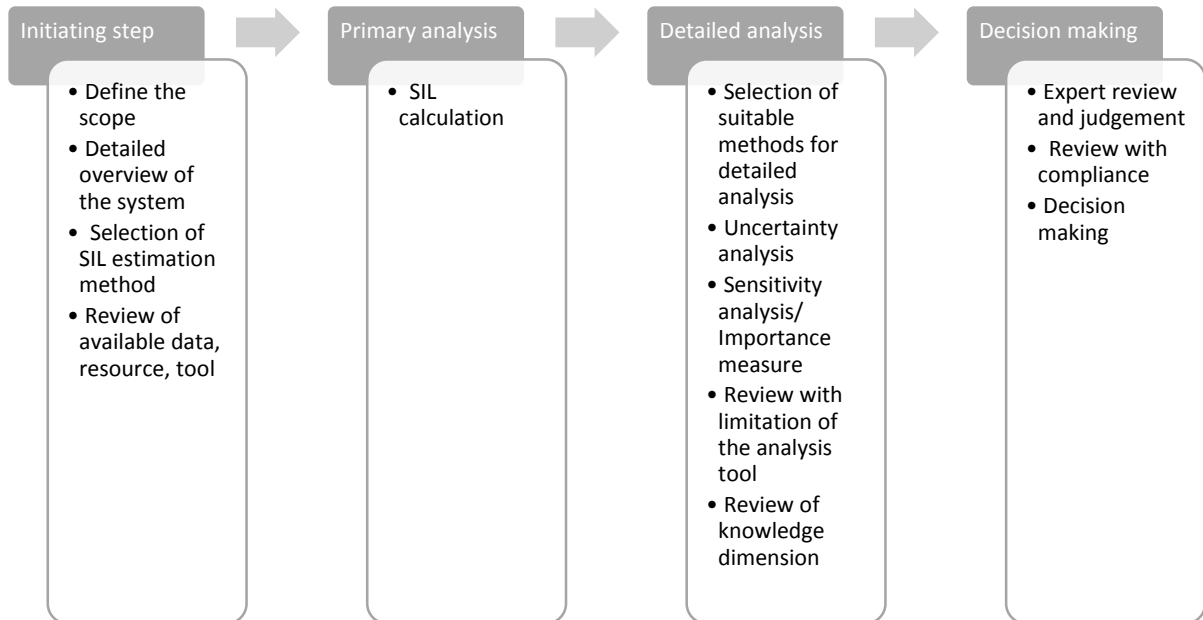 Initiating step
• Define the
scope
• Detailed
overview of
the system
• Selection of
SIL estimation
method
• Review of
available data,
resource, tool
Primary analysis
• SIL
calculation
Detailed analysis
• Selection of
suitable
methods for
detailed
analysis
• Uncertainty
analysis
• Sensitivity
analysis/
Importance
measure
• Review with
limitation of
the analysis
tool
• Review of
knowledge
dimension
Decision making
• Expert review
and judgement
• Review with
compliance
• Decision
making